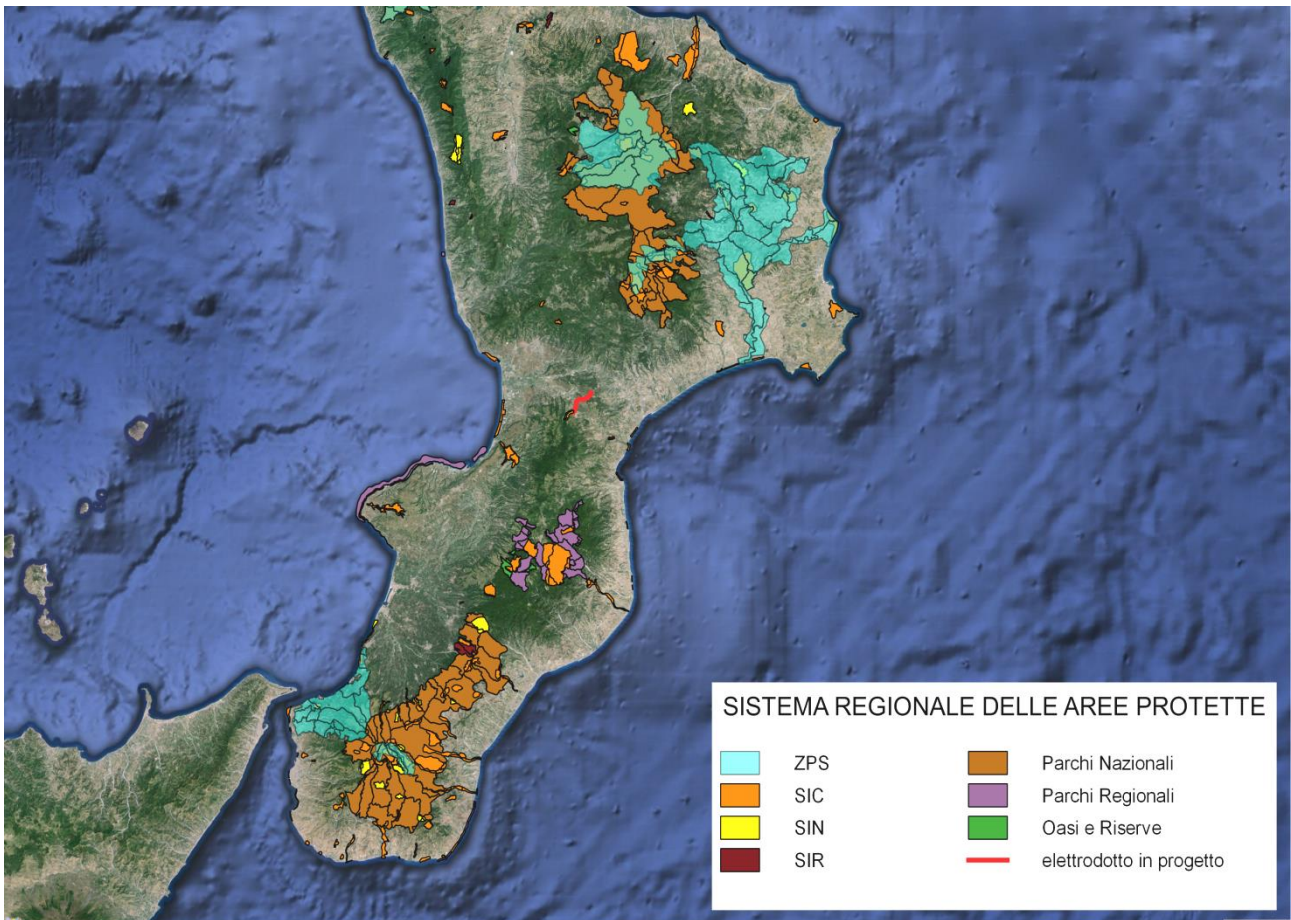 SISTEMA REGIONALE DELLE AREE PROTETTE
ZPS
SIC
SIN
SIR
Parchi Nazionali
Parchi Regionali
Oasi e Riserve
elettrodotto in progetto